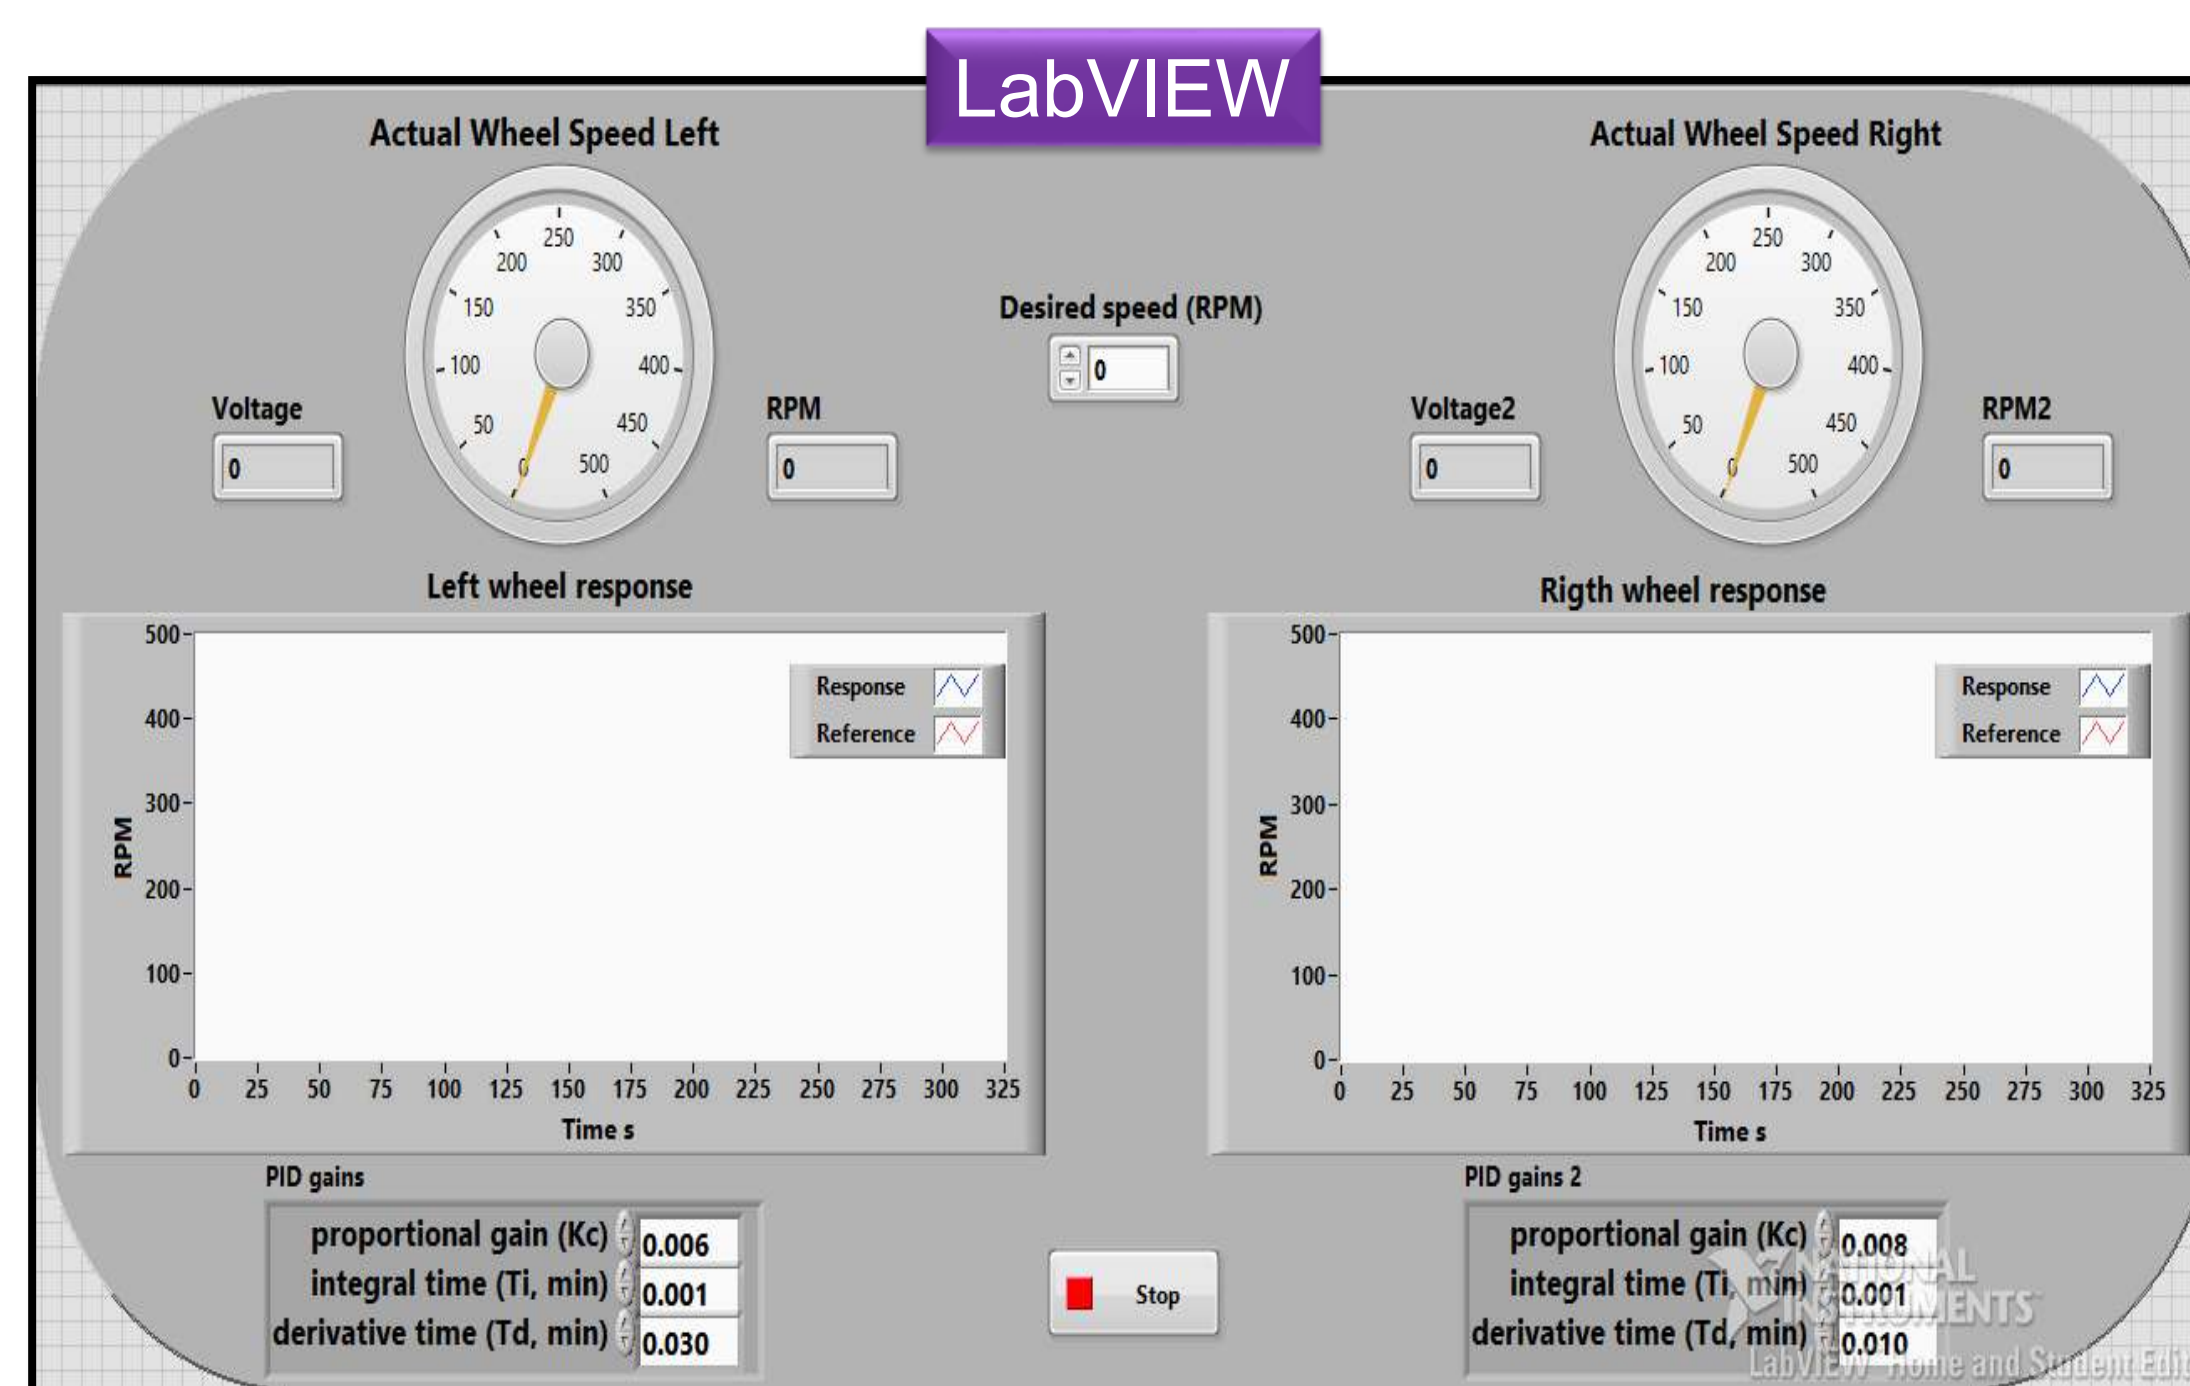 LabVIEW
Actual Wheel Speed Left
0
50
100
150
200
250
300
350
400
450
500
Voltage
0
RPM
0
Desired speed (RPM)
0
Actual Wheel Speed Right
0
50
100
150
200
250
300
350
400
450
500
Voltage2
0
RPM2
0
Left wheel response
500
400
300
200
100
0
RPM
Response
Reference
0 25 50 75 100 125 150 175 200 225 250 275 300 325
Time s
Rigth wheel response
500
400
300
200
100
0
RPM
Response
Reference
0 25 50 75 100 125 150 175 200 225 250 275 300 325
Time s
PID gains
proportional gain (Kc) 0.006
integral time (Ti, min) 0.001
derivative time (Td, min) 0.030
Stop
PID gains 2
proportional gain (Kc) 0.008
integral time (Ti, min) 0.001
derivative time (Td, min) 0.010
NATIONAL
INSTRUMENTS
LabVIEW Home and Student Edit